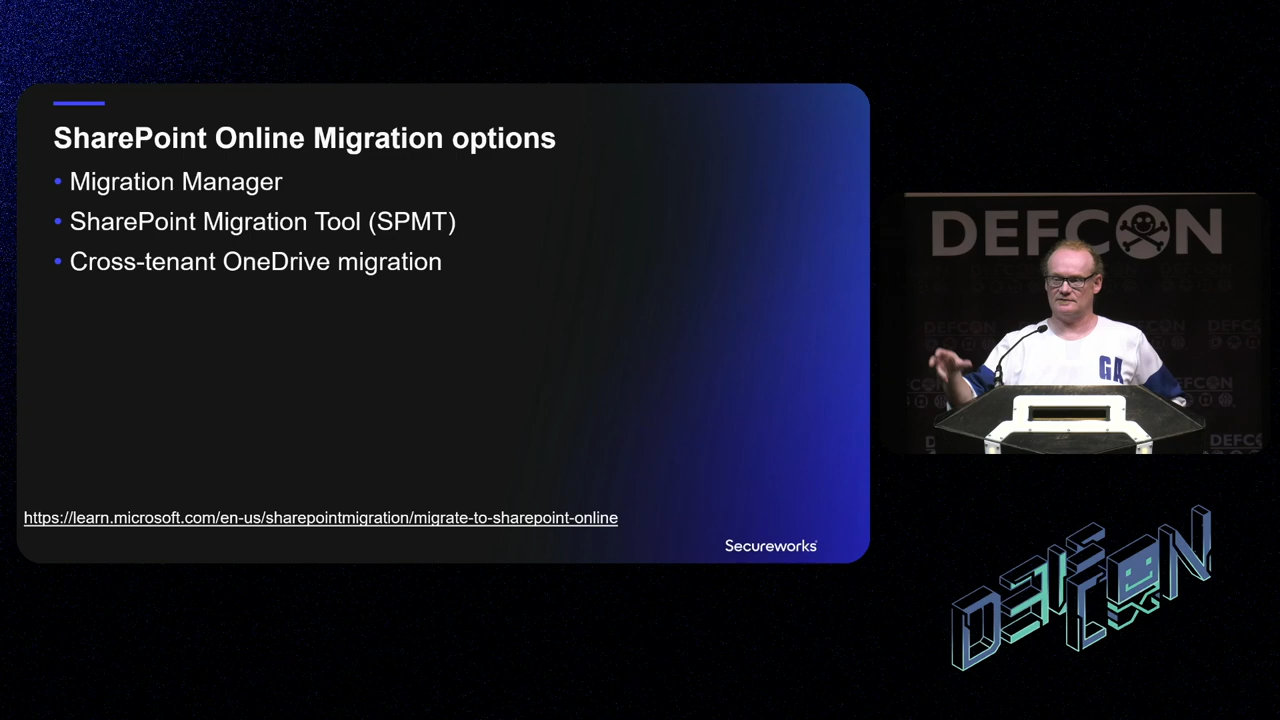 SharePoint Online Migration options
• Migration Manager
• SharePoint Migration Tool (SPMT)
• Cross-tenant OneDrive migration
https://learn.microsoft.com/en-us/sharepointmigration/migrate-to-sharepoint-online
Secureworks
DEFCON
GA
DEFCON